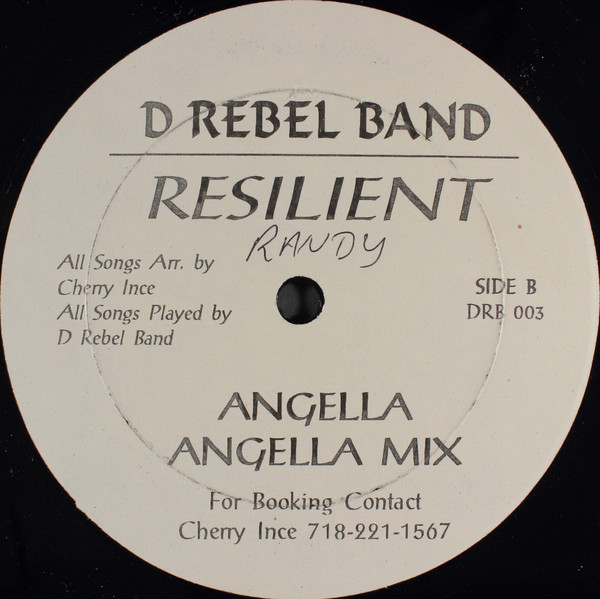 D REBEL BAND
RESILIENT
RANDY
All Songs Arr. by
Cherry Ince
All Songs Played by
D Rebel Band
SIDE B
DRB 003
ANGELLA
ANGELLA MIX
For Booking Contact
Cherry Ince 718-221-1567